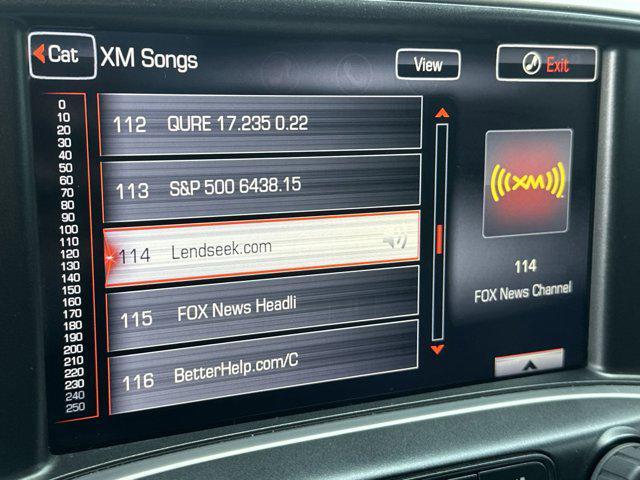 Cat
XM Songs
View
Exit
0
10
20
30
40
50
60
70
80
90
100
110
120
130
140
150
160
170
180
190
200
210
220
230
240
250
112 QURE 17.235 0.22
113 S&P 500 6438.15
114 Lendseek.com
115 FOX News Headli
116 BetterHelp.com/C
((((XM))))
114
FOX News Channel